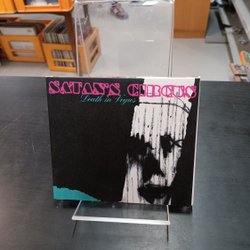 SATAN'S CIRCUS
Death in Vegas